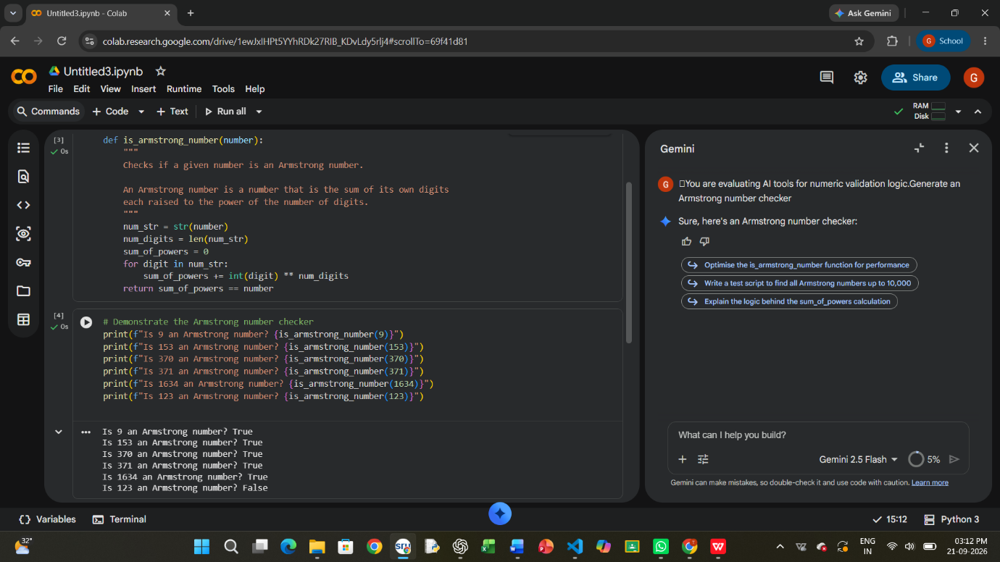 Untitled3.ipynb - Colab
Ask Gemini
colab.research.google.com/drive/1ewJxlHPt5YYhRDk27RlB_KDvLdy5rlj4#scrollTo=69f41d81
G School
Untitled3.ipynb
File Edit View Insert Runtime Tools Help
Share
G
Commands + Code + Text Run all
RAM
Disk
[3]
0s
def is_armstrong_number(number):
"""
Checks if a given number is an Armstrong number.
An Armstrong number is a number that is the sum of its own digits
each raised to the power of the number of digits.
"""
num_str = str(number)
num_digits = len(num_str)
sum_of_powers = 0
for digit in num_str:
sum_of_powers += int(digit) ** num_digits
return sum_of_powers == number
[4]
0s
# Demonstrate the Armstrong number checker
print(f"Is 9 an Armstrong number? {is_armstrong_number(9)}")
print(f"Is 153 an Armstrong number? {is_armstrong_number(153)}")
print(f"Is 370 an Armstrong number? {is_armstrong_number(370)}")
print(f"Is 371 an Armstrong number? {is_armstrong_number(371)}")
print(f"Is 1634 an Armstrong number? {is_armstrong_number(1634)}")
print(f"Is 123 an Armstrong number? {is_armstrong_number(123)}")
Is 9 an Armstrong number? True
Is 153 an Armstrong number? True
Is 370 an Armstrong number? True
Is 371 an Armstrong number? True
Is 1634 an Armstrong number? True
Is 123 an Armstrong number? False
Gemini
G
You are evaluating AI tools for numeric validation logic.Generate an
Armstrong number checker
Sure, here's an Armstrong number checker:
Optimise the is_armstrong_number function for performance
Write a test script to find all Armstrong numbers up to 10,000
Explain the logic behind the sum_of_powers calculation
What can I help you build?
Gemini 2.5 Flash 5%
Gemini can make mistakes, so double-check it and use code with caution. Learn more
{} Variables Terminal
15:12 Python 3
32°
SRU
ENG
IN
03:12 PM
21-09-2026